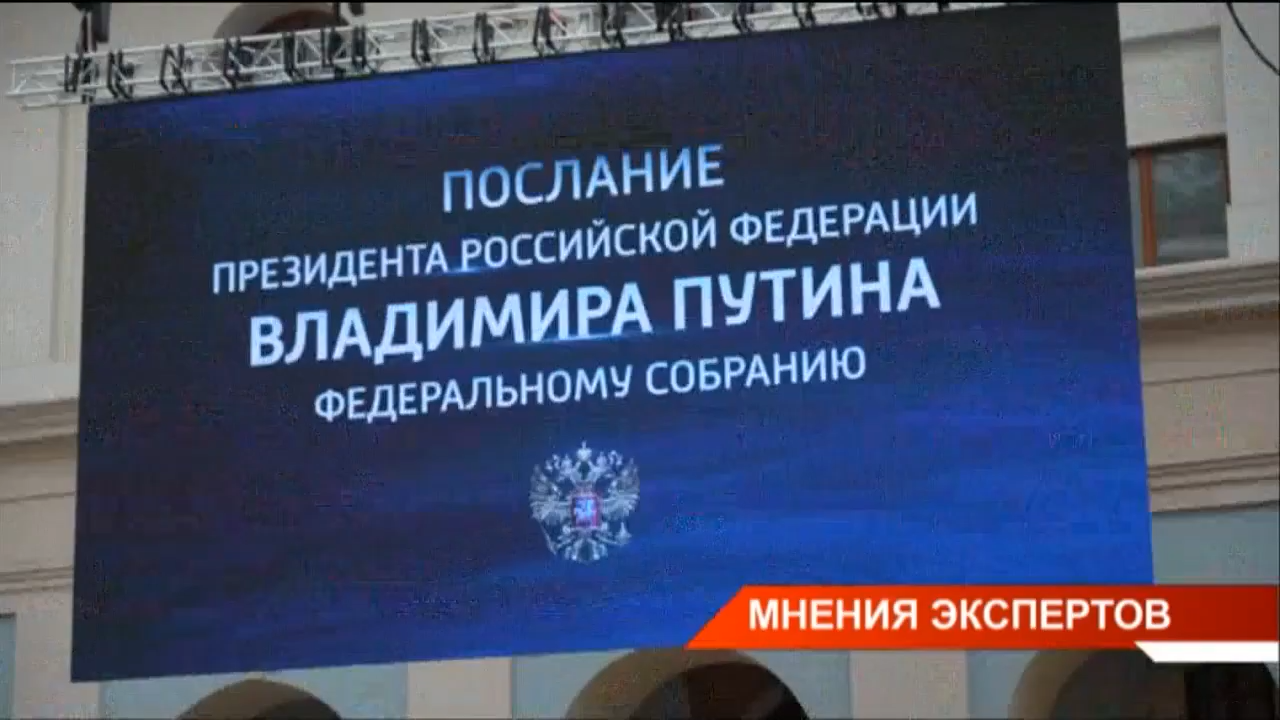 ПОСЛАНИЕ
ПРЕЗИДЕНТА РОССИЙСКОЙ ФЕДЕРАЦИИ
ВЛАДИМИРА ПУТИНА
ФЕДЕРАЛЬНОМУ СОБРАНИЮ
МНЕНИЯ ЭКСПЕРТОВ